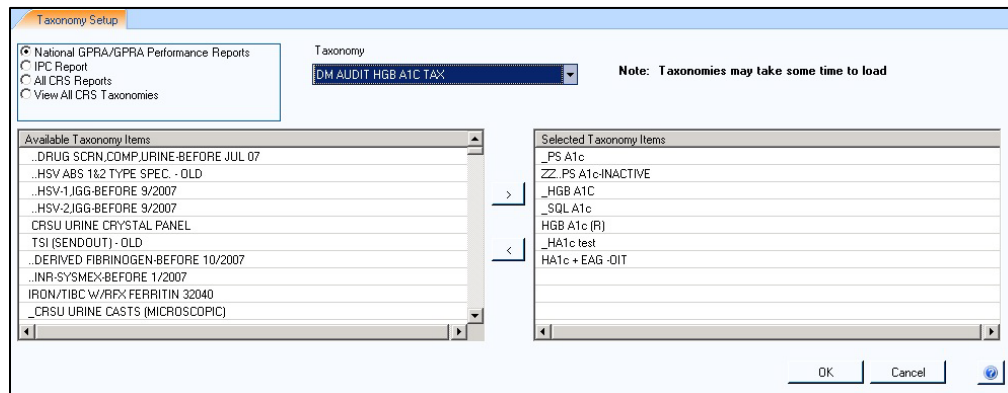 Taxonomy Setup
National GPRA/GPRA Performance Reports
IPC Report
All CRS Reports
View All CRS Taxonomies
Taxonomy
DM AUDIT HGB A1C TAX
Note: Taxonomies may take some time to load
Available Taxonomy Items
..DRUG SCRN,COMP,URINE-BEFORE JUL 07
..HSV ABS 1&2 TYPE SPEC. - OLD
..HSV-1,IGG-BEFORE 9/2007
..HSV-2,IGG-BEFORE 9/2007
CRSU URINE CRYSTAL PANEL
TSI (SENDOUT) - OLD
..DERIVED FIBRINOGEN-BEFORE 10/2007
..INR-SYSMEX-BEFORE 1/2007
IRON/TIBC W/RFX FERRITIN 32040
_CRSU URINE CASTS (MICROSCOPIC)
>
<
Selected Taxonomy Items
_PS A1c
ZZ..PS A1c-INACTIVE
_HGB A1C
_SQL A1c
HGB A1c (R)
_HA1c test
HA1c + EAG -OIT
OK
Cancel
?